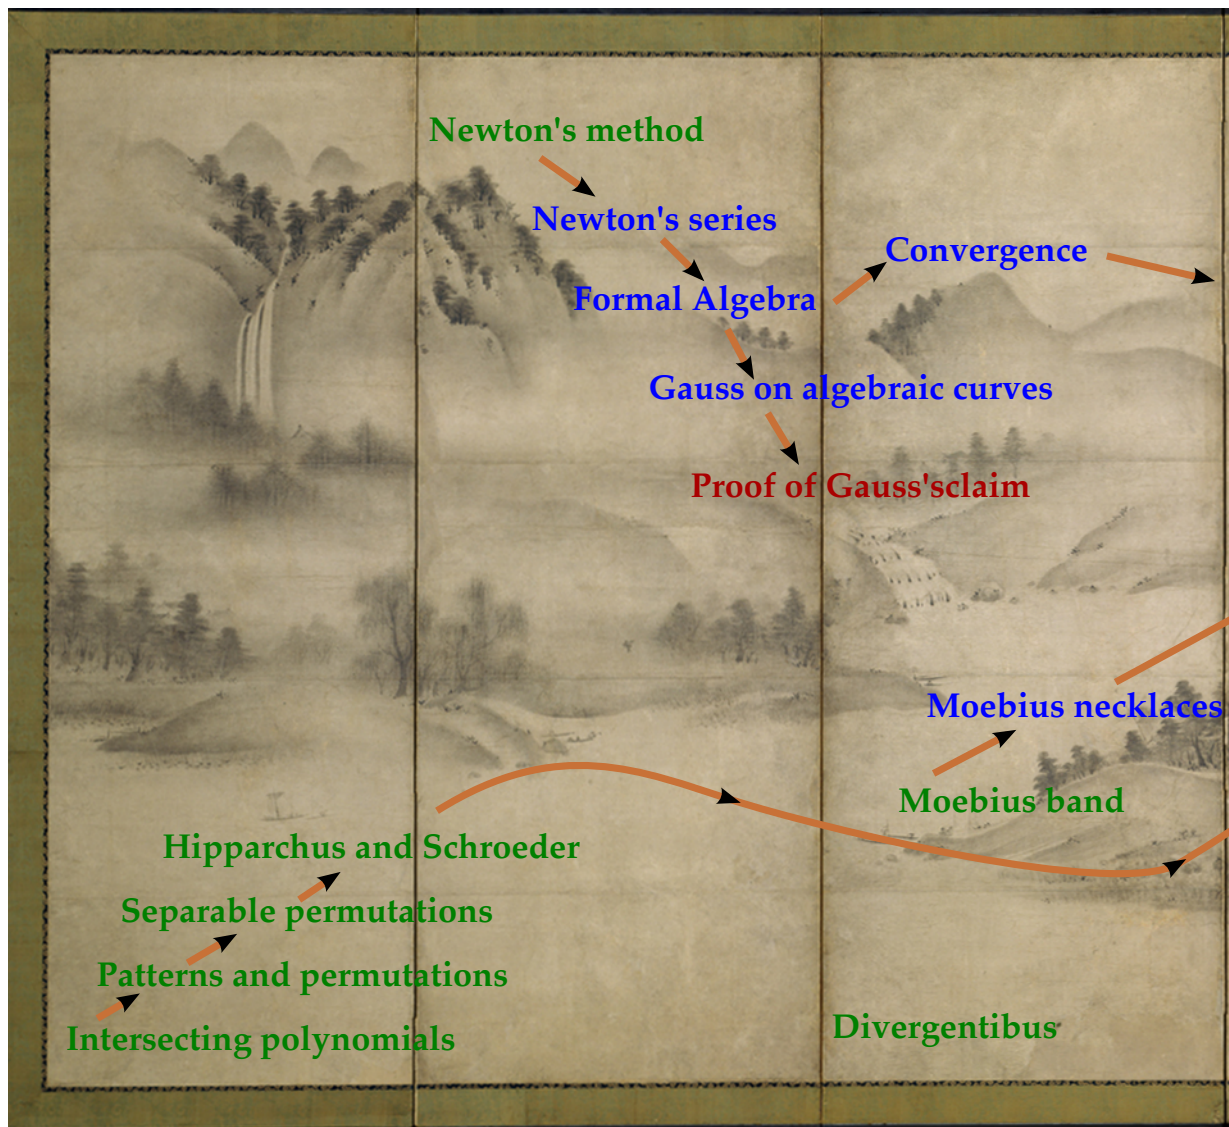 Newton's method
Newton's series
Convergence
Formal Algebra
Gauss on algebraic curves
Proof of Gauss'sclaim
Moebius necklaces
Moebius band
Hipparchus and Schroeder
Separable permutations
Patterns and permutations
Intersecting polynomials
Divergentibus